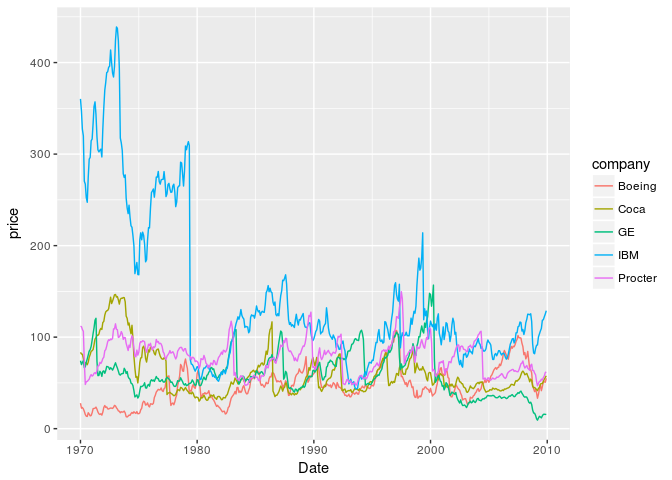 400
300
200
100
0
price
1970
1980
1990
2000
2010
Date
company
Boeing
Coca
GE
IBM
Procter